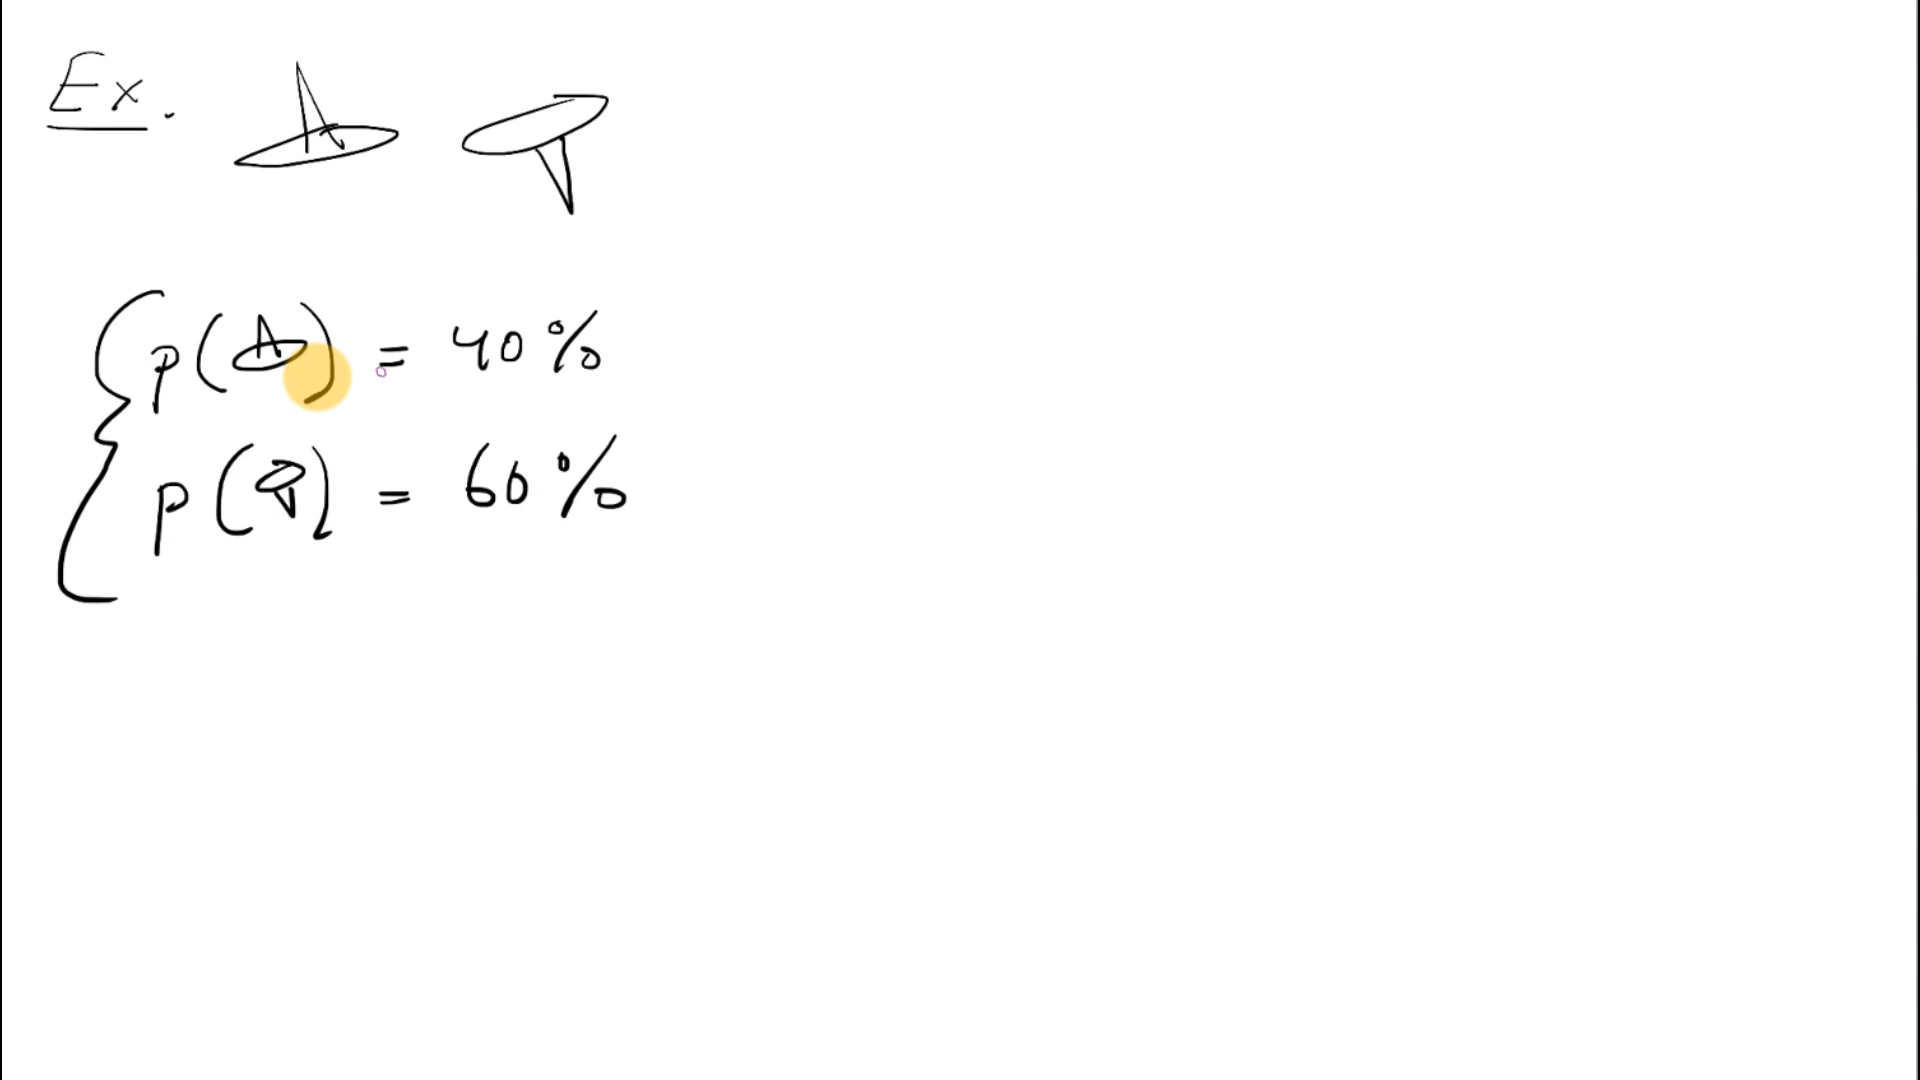 Ex.
p( ) = 40%
p( ) = 60%